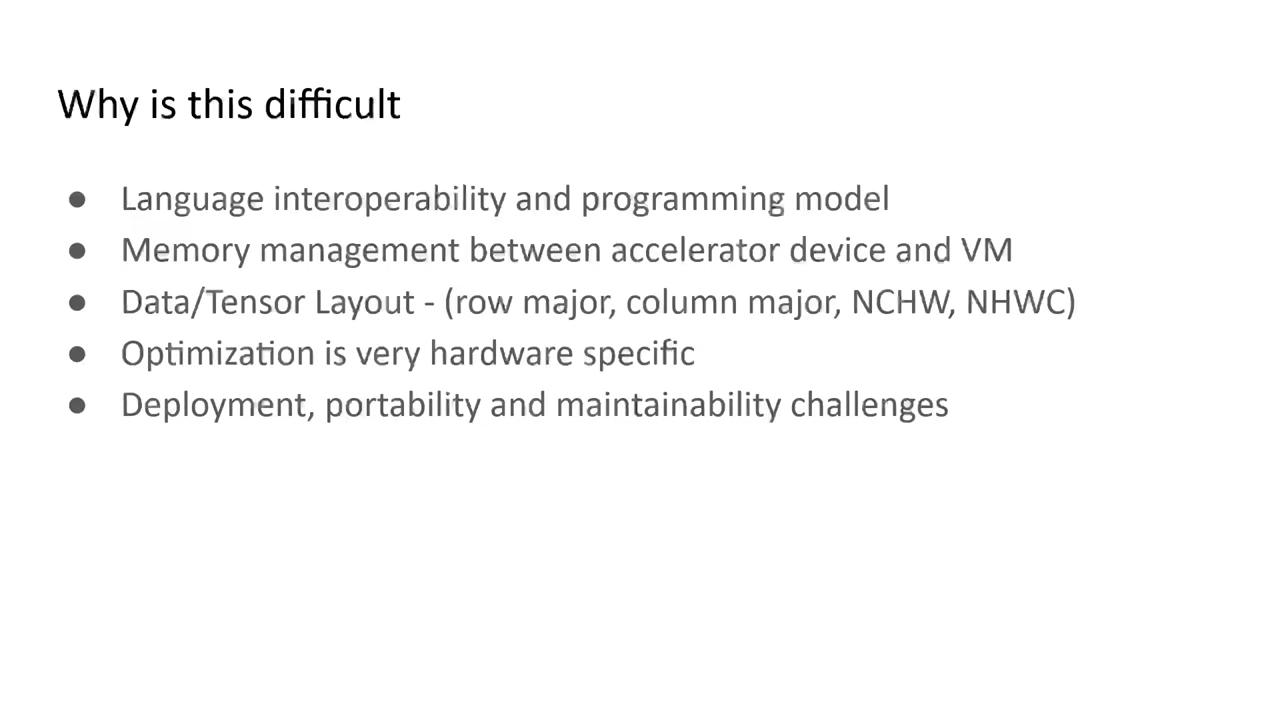 Why is this difficult
● Language interoperability and programming model
● Memory management between accelerator device and VM
● Data/Tensor Layout - (row major, column major, NCHW, NHWC)
● Optimization is very hardware specific
● Deployment, portability and maintainability challenges